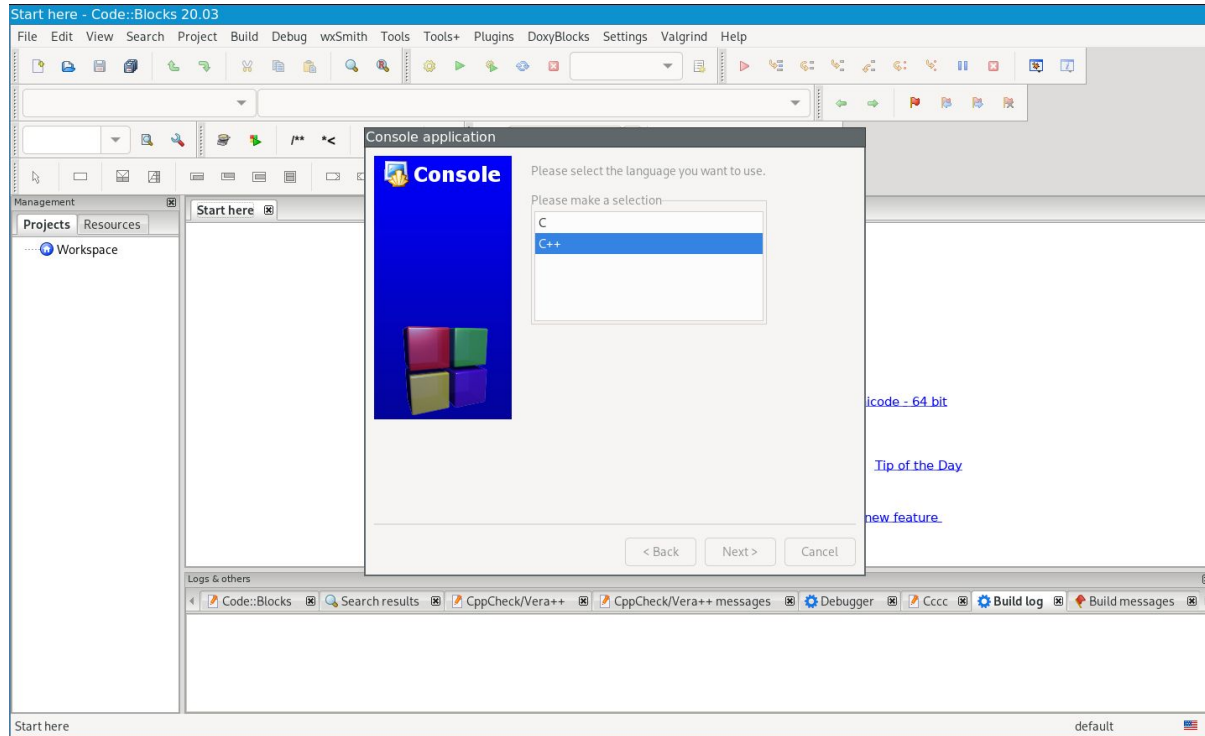 Start here - Code::Blocks 20.03
File Edit View Search Project Build Debug wxSmith Tools Tools+ Plugins DoxyBlocks Settings Valgrind Help
/** *<
Console application
Console
Please select the language you want to use.
Please make a selection
C
C++
Management
Projects Resources
Workspace
Start here
icode - 64 bit
Tip of the Day
new feature
< Back Next > Cancel
Logs & others
Code::Blocks Search results CppCheck/Vera++ CppCheck/Vera++ messages Debugger Cccc Build log Build messages
Start here default